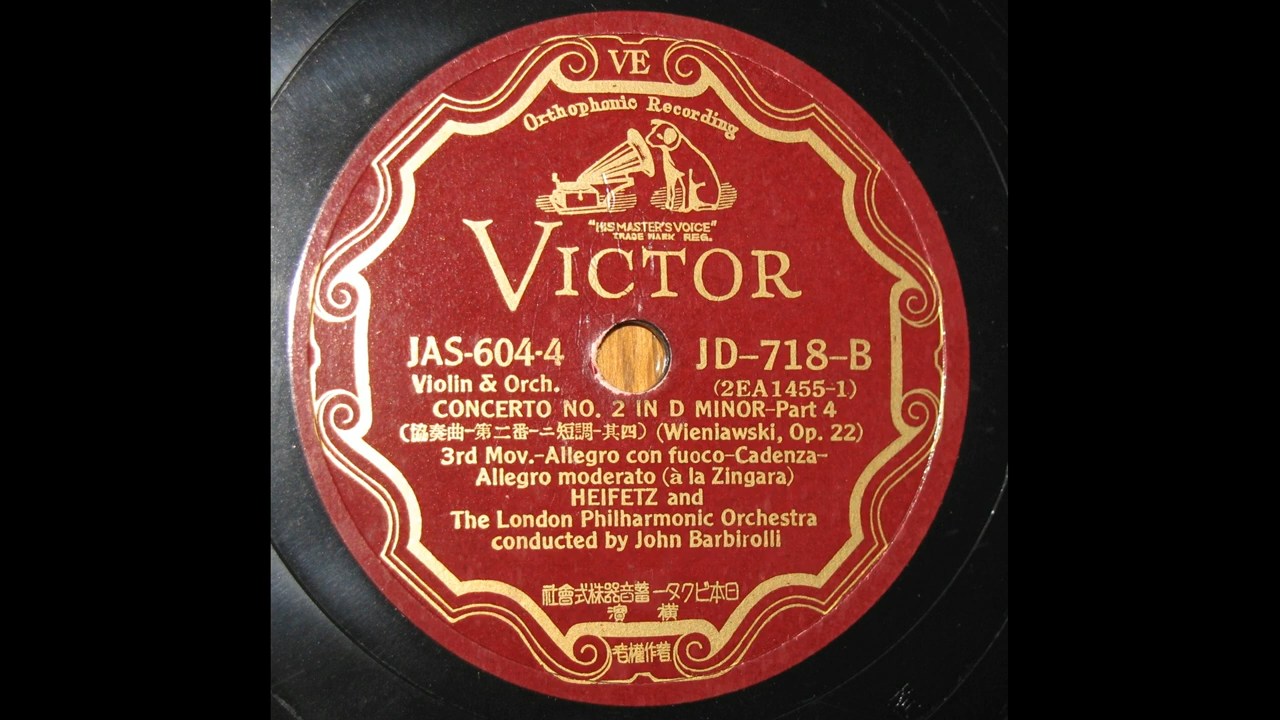 VE
Orthophonic Recording
"HIS MASTER'S VOICE"
TRADE MARK REG.
VICTOR
JAS-604-4
JD-718-B
Violin & Orch.
(2EA1455-1)
CONCERTO NO. 2 IN D MINOR-Part 4
(協奏曲-第二番-ニ短調-其四) (Wieniawski, Op. 22)
3rd Mov.-Allegro con fuoco-Cadenza-
Allegro moderato (à la Zingara)
HEIFETZ and
The London Philharmonic Orchestra
conducted by John Barbirolli
社會式株器音蓄ータクビ本日
濱 橫
者權作著